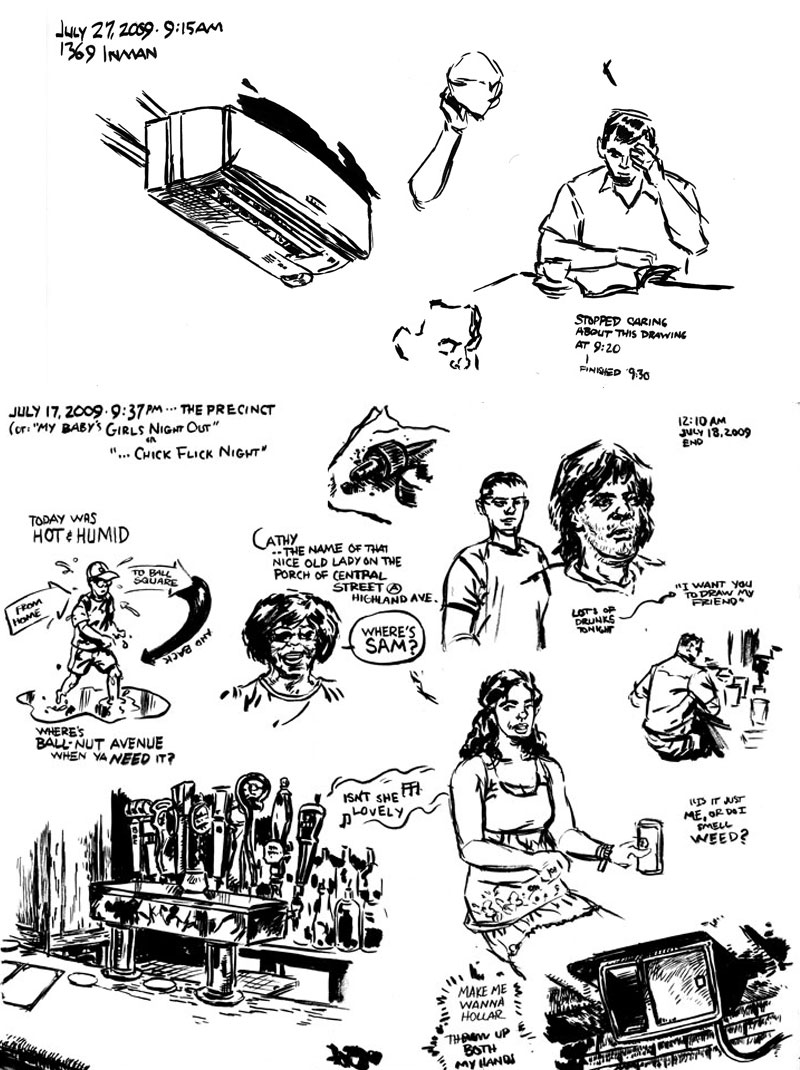 JULY 27, 2009 · 9:15AM
1369 INMAN
STOPPED CARING
ABOUT THIS DRAWING
AT 9:20
FINISHED 9:30
JULY 17, 2009 · 9:37PM ... THE PRECINCT
(OR: "MY BABY'S GIRLS NIGHT OUT"
OR
"... CHICK FLICK NIGHT"
12:10 AM
JULY 18, 2009
END
TODAY WAS
HOT & HUMID
TO BALL
SQUARE
FROM
HOME
AND BACK
WHERE'S
BALL-NUT AVENUE
WHEN YA NEED IT?
CATHY
...THE NAME OF THAT
NICE OLD LADY ON THE
PORCH OF CENTRAL
STREET @
HIGHLAND AVE.
WHERE'S
SAM?
LOTS OF
DRUNKS
TONIGHT
"I WANT YOU
TO DRAW MY
FRIEND"
ISN'T SHE
LOVELY
"IS IT JUST
ME, OR DO I
SMELL
WEED?
MAKE ME
WANNA
HOLLAR
THROW UP
BOTH
MY HANDS